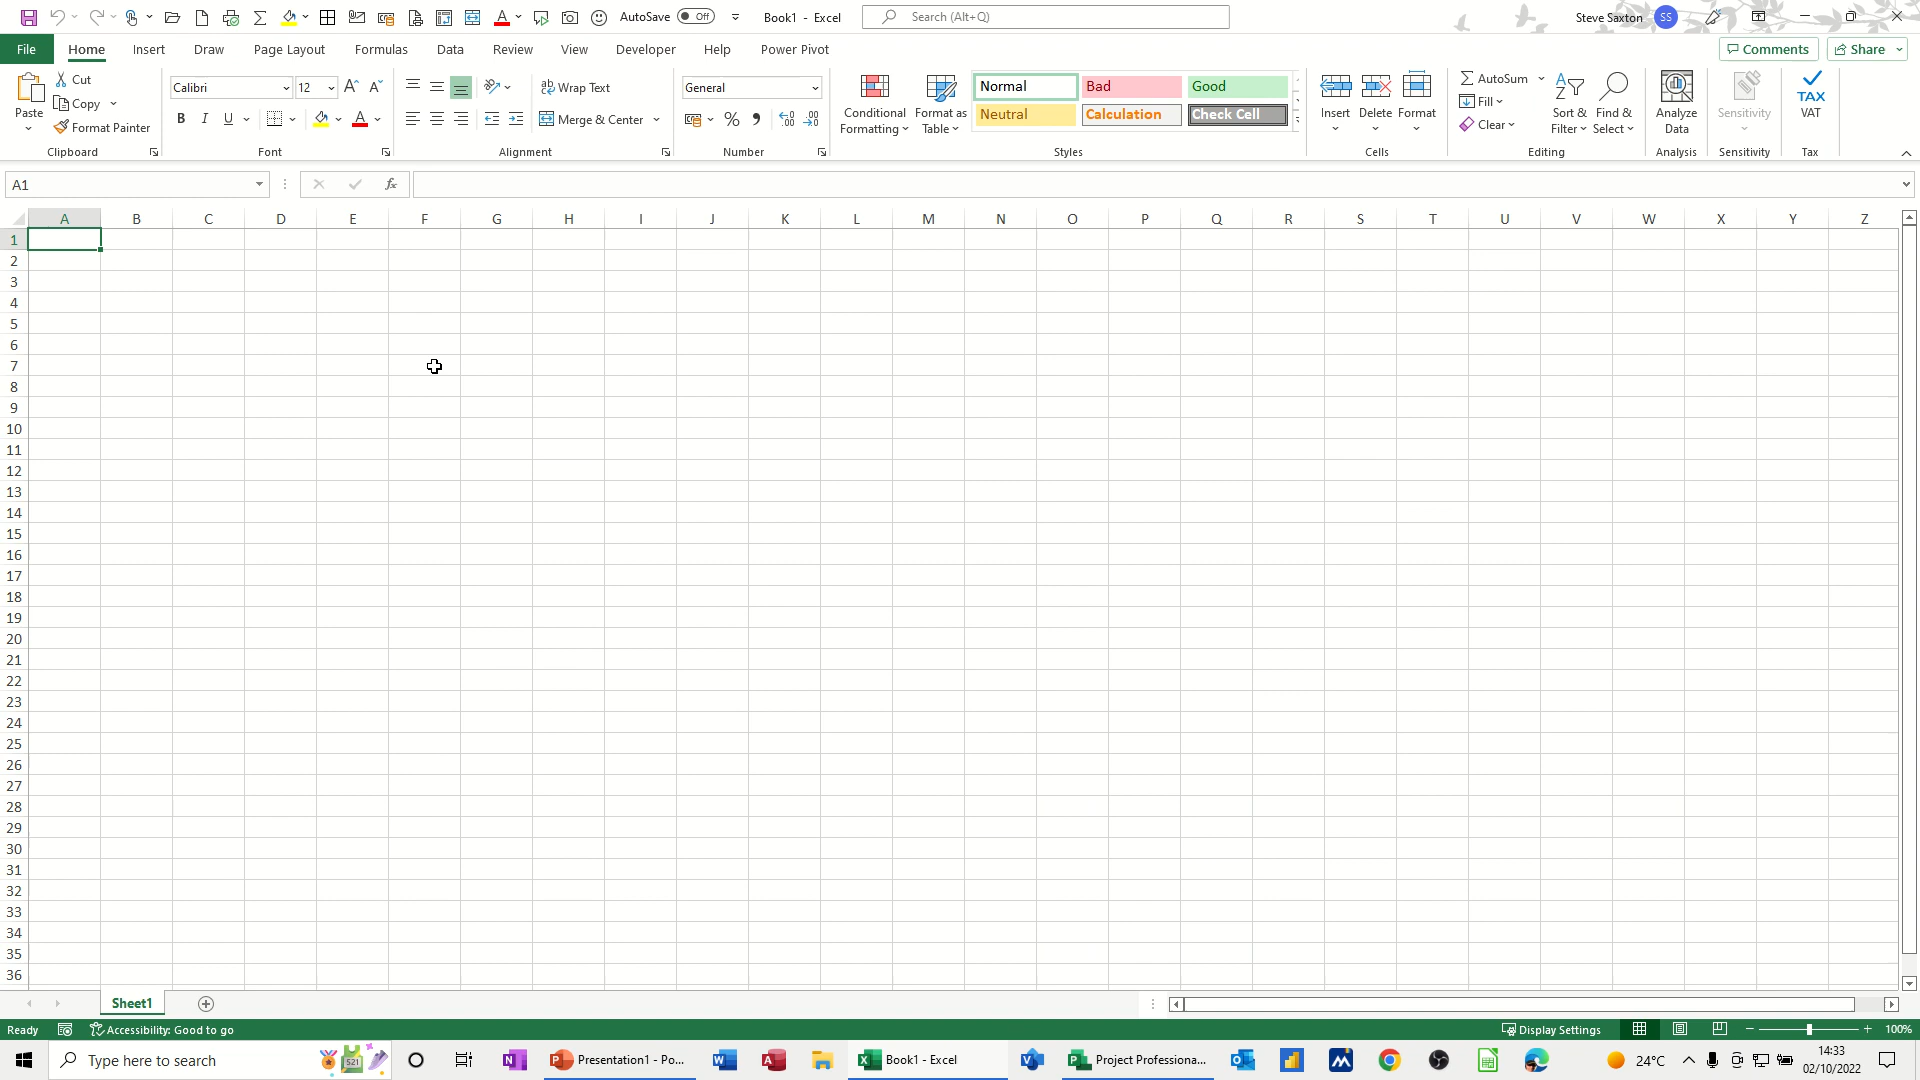 AutoSave Off Book1 - Excel Search (Alt+Q) Steve Saxton SS
File Home Insert Draw Page Layout Formulas Data Review View Developer Help Power Pivot Comments Share
Paste
Cut
Copy
Format Painter
Clipboard
Calibri 12
B I U
Font
Wrap Text
Merge & Center
Alignment
General
Number
Conditional
Formatting
Format as
Table
Normal Bad Good
Neutral Calculation Check Cell
Styles
Insert Delete Format
Cells
AutoSum
Fill
Clear
Sort &
Filter
Find &
Select
Editing
Analyze
Data
Analysis
Sensitivity
Sensitivity
TAX
VAT
Tax
A1 fx
A B C D E F G H I J K L M N O P Q R S T U V W X Y Z
1
2
3
4
5
6
7
8
9
10
11
12
13
14
15
16
17
18
19
20
21
22
23
24
25
26
27
28
29
30
31
32
33
34
35
36
Sheet1
Ready Accessibility: Good to go Display Settings 100%
Type here to search Presentation1 - Po... Book1 - Excel Project Professiona... 24°C 14:33
02/10/2022